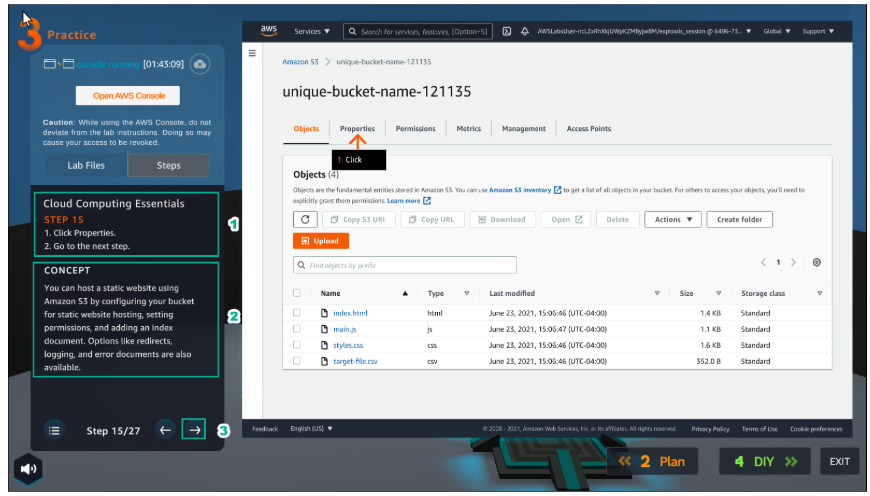 3 Practice
console running [01:43:09]
Open AWS Console
Caution: While using the AWS Console, do not
deviate from the lab instructions. Doing so may
cause your access to be revoked.
Lab Files Steps
Cloud Computing Essentials
STEP 15
1. Click Properties.
2. Go to the next step.
1
CONCEPT
You can host a static website using
Amazon S3 by configuring your bucket
for static website hosting, setting
permissions, and adding an index
document. Options like redirects,
logging, and error documents are also
available.
2
Step 15/27
3
aws Services ▼ Search for services, features, [Option+S] Global ▼ Support ▼
Amazon S3 > unique-bucket-name-121135
unique-bucket-name-121135
Objects Properties Permissions Metrics Management Access Points
1. Click
Objects (4)
Objects are the fundamental entities stored in Amazon S3. You can use Amazon S3 inventory to get a list of all objects in your bucket. For others to access your objects, you'll need to
explicitly grant them permissions. Learn more
Copy S3 URI Copy URL Download Open Delete Actions ▼ Create folder
Upload
Find objects by prefix
< 1 >
Name ▲ Type Last modified Size Storage class
index.html html June 23, 2021, 15:06:46 (UTC-04:00) 1.4 KB Standard
main.js js June 23, 2021, 15:06:47 (UTC-04:00) 1.1 KB Standard
styles.css css June 23, 2021, 15:06:46 (UTC-04:00) 1.6 KB Standard
target-file.csv csv June 23, 2021, 15:06:46 (UTC-04:00) 352.0 B Standard
Feedback English (US) ▼ © 2008 - 2021, Amazon Web Services, Inc. or its affiliates. All rights reserved. Privacy Policy Terms of Use Cookie preferences
2 Plan 4 DIY EXIT